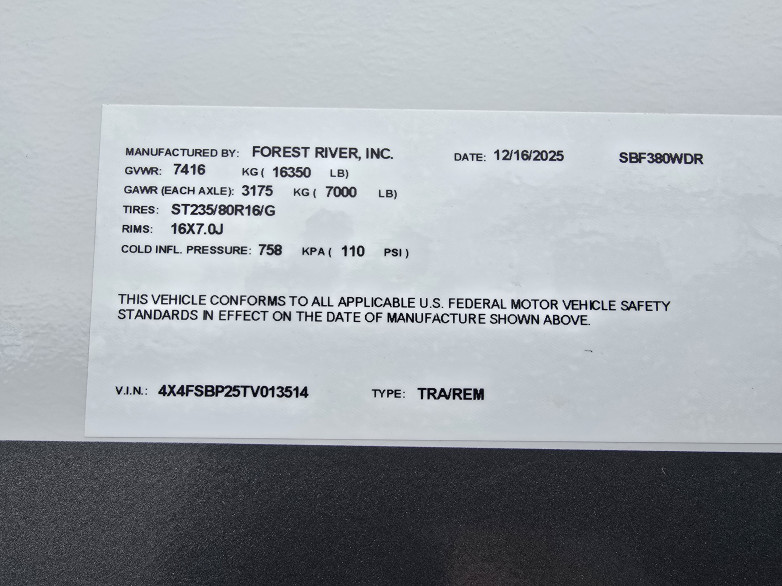 MANUFACTURED BY: FOREST RIVER, INC. DATE: 12/16/2025 SBF380WDR
GVWR: 7416 KG ( 16350 LB)
GAWR (EACH AXLE): 3175 KG ( 7000 LB)
TIRES: ST235/80R16/G
RIMS: 16X7.0J
COLD INFL. PRESSURE: 758 KPA ( 110 PSI )
THIS VEHICLE CONFORMS TO ALL APPLICABLE U.S. FEDERAL MOTOR VEHICLE SAFETY
STANDARDS IN EFFECT ON THE DATE OF MANUFACTURE SHOWN ABOVE.
V.I.N.: 4X4FSBP25TV013514 TYPE: TRA/REM